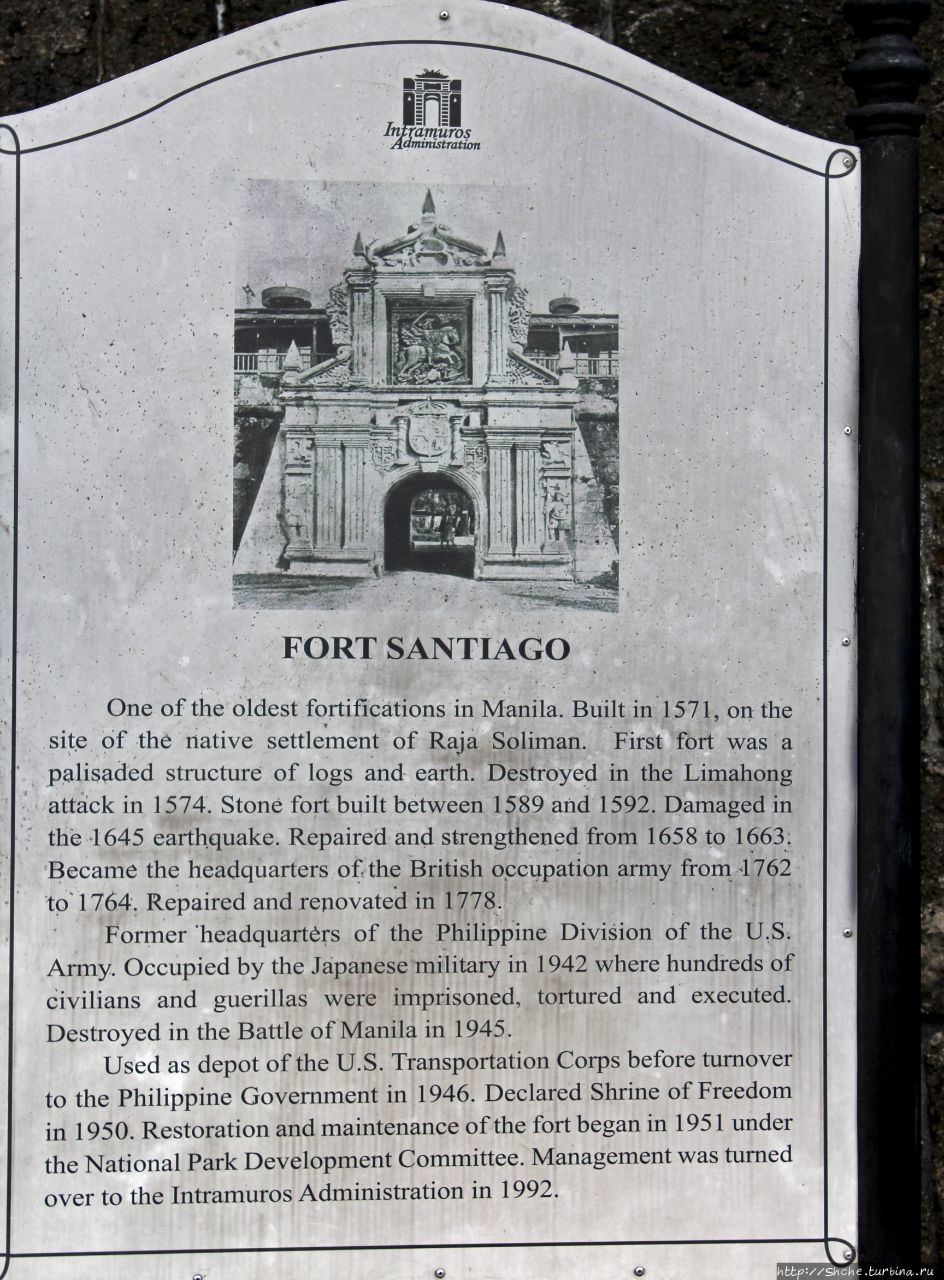 Intramuros
Administration
FORT SANTIAGO
One of the oldest fortifications in Manila. Built in 1571, on the
site of the native settlement of Raja Soliman. First fort was a
palisaded structure of logs and earth. Destroyed in the Limahong
attack in 1574. Stone fort built between 1589 and 1592. Damaged in
the 1645 earthquake. Repaired and strengthened from 1658 to 1663.
Became the headquarters of the British occupation army from 1762
to 1764. Repaired and renovated in 1778.
Former headquarters of the Philippine Division of the U.S.
Army. Occupied by the Japanese military in 1942 where hundreds of
civilians and guerillas were imprisoned, tortured and executed.
Destroyed in the Battle of Manila in 1945.
Used as depot of the U.S. Transportation Corps before turnover
to the Philippine Government in 1946. Declared Shrine of Freedom
in 1950. Restoration and maintenance of the fort began in 1951 under
the National Park Development Committee. Management was turned
over to the Intramuros Administration in 1992.
http://Shche.turbina.ru